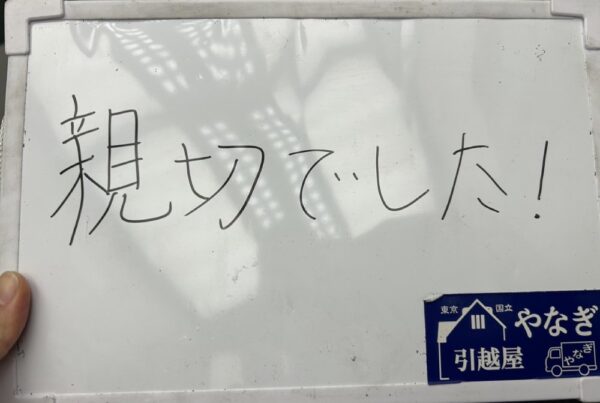 親切でした!
東京 国立 やなぎ
引越屋 やなぎ